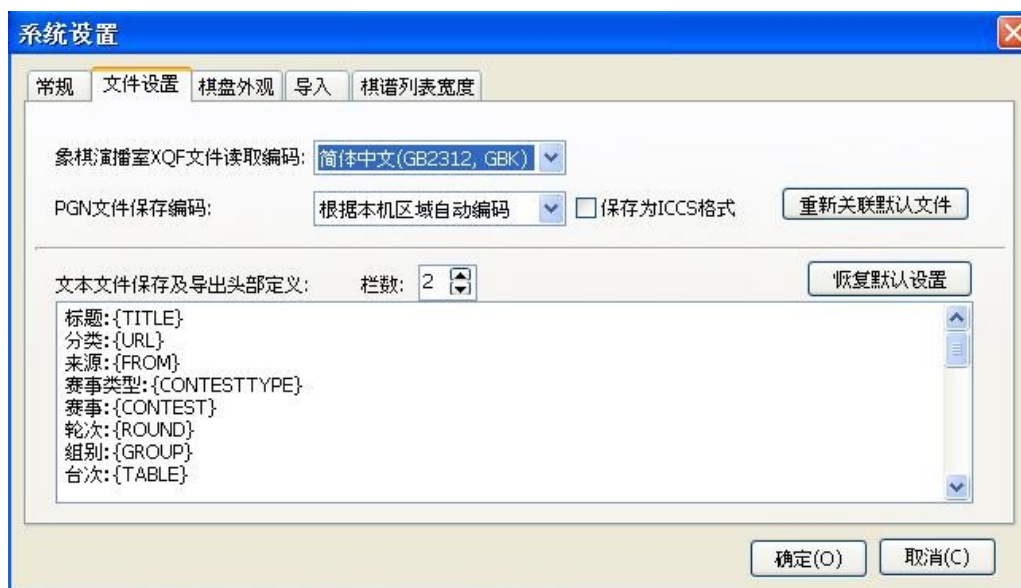 系统设置
常规 文件设置 棋盘外观 导入 棋谱列表宽度
象棋演播室XQF文件读取编码: 简体中文(GB2312, GBK)
PGN文件保存编码: 根据本机区域自动编码 保存为ICCS格式 重新关联默认文件
文本文件保存及导出头部定义: 栏数: 2 恢复默认设置
标题:{TITLE}
分类:{URL}
来源:{FROM}
赛事类型:{CONTESTTYPE}
赛事:{CONTEST}
轮次:{ROUND}
组别:{GROUP}
台次:{TABLE}
确定(O) 取消(C)